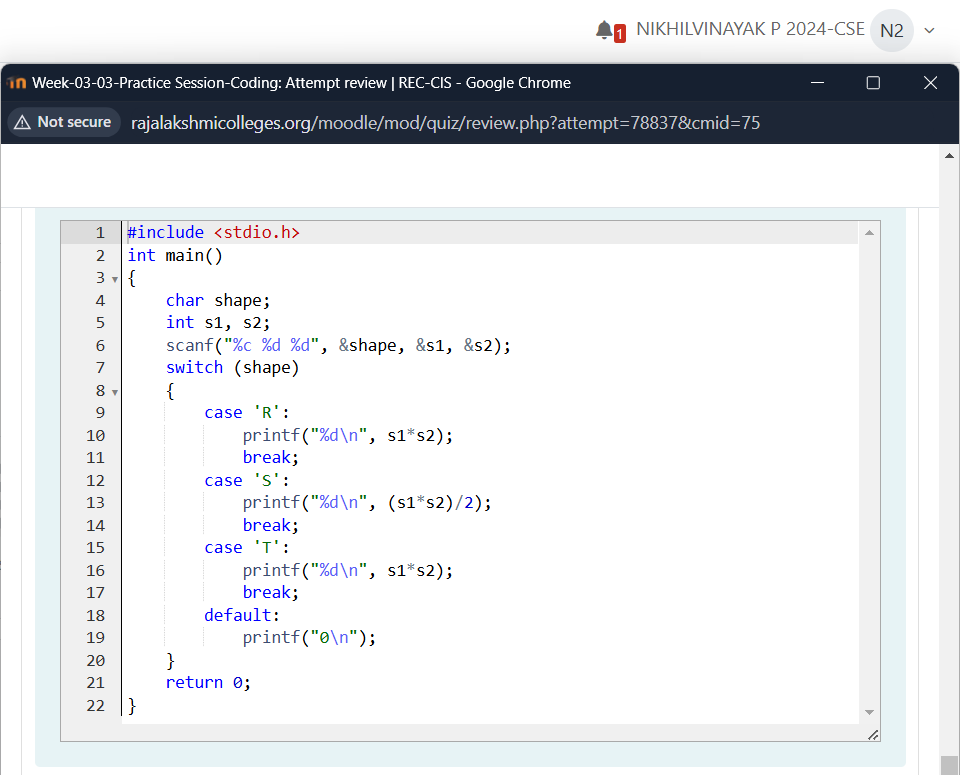 1 NIKHILVINAYAK P 2024-CSE N2
Week-03-03-Practice Session-Coding: Attempt review | REC-CIS - Google Chrome
Not secure rajalakshmicolleges.org/moodle/mod/quiz/review.php?attempt=78837&cmid=75
1 #include <stdio.h>
2 int main()
3 {
4     char shape;
5     int s1, s2;
6     scanf("%c %d %d", &shape, &s1, &s2);
7     switch (shape)
8     {
9         case 'R':
10             printf("%d\n", s1*s2);
11             break;
12         case 'S':
13             printf("%d\n", (s1*s2)/2);
14             break;
15         case 'T':
16             printf("%d\n", s1*s2);
17             break;
18         default:
19             printf("0\n");
20     }
21     return 0;
22 }